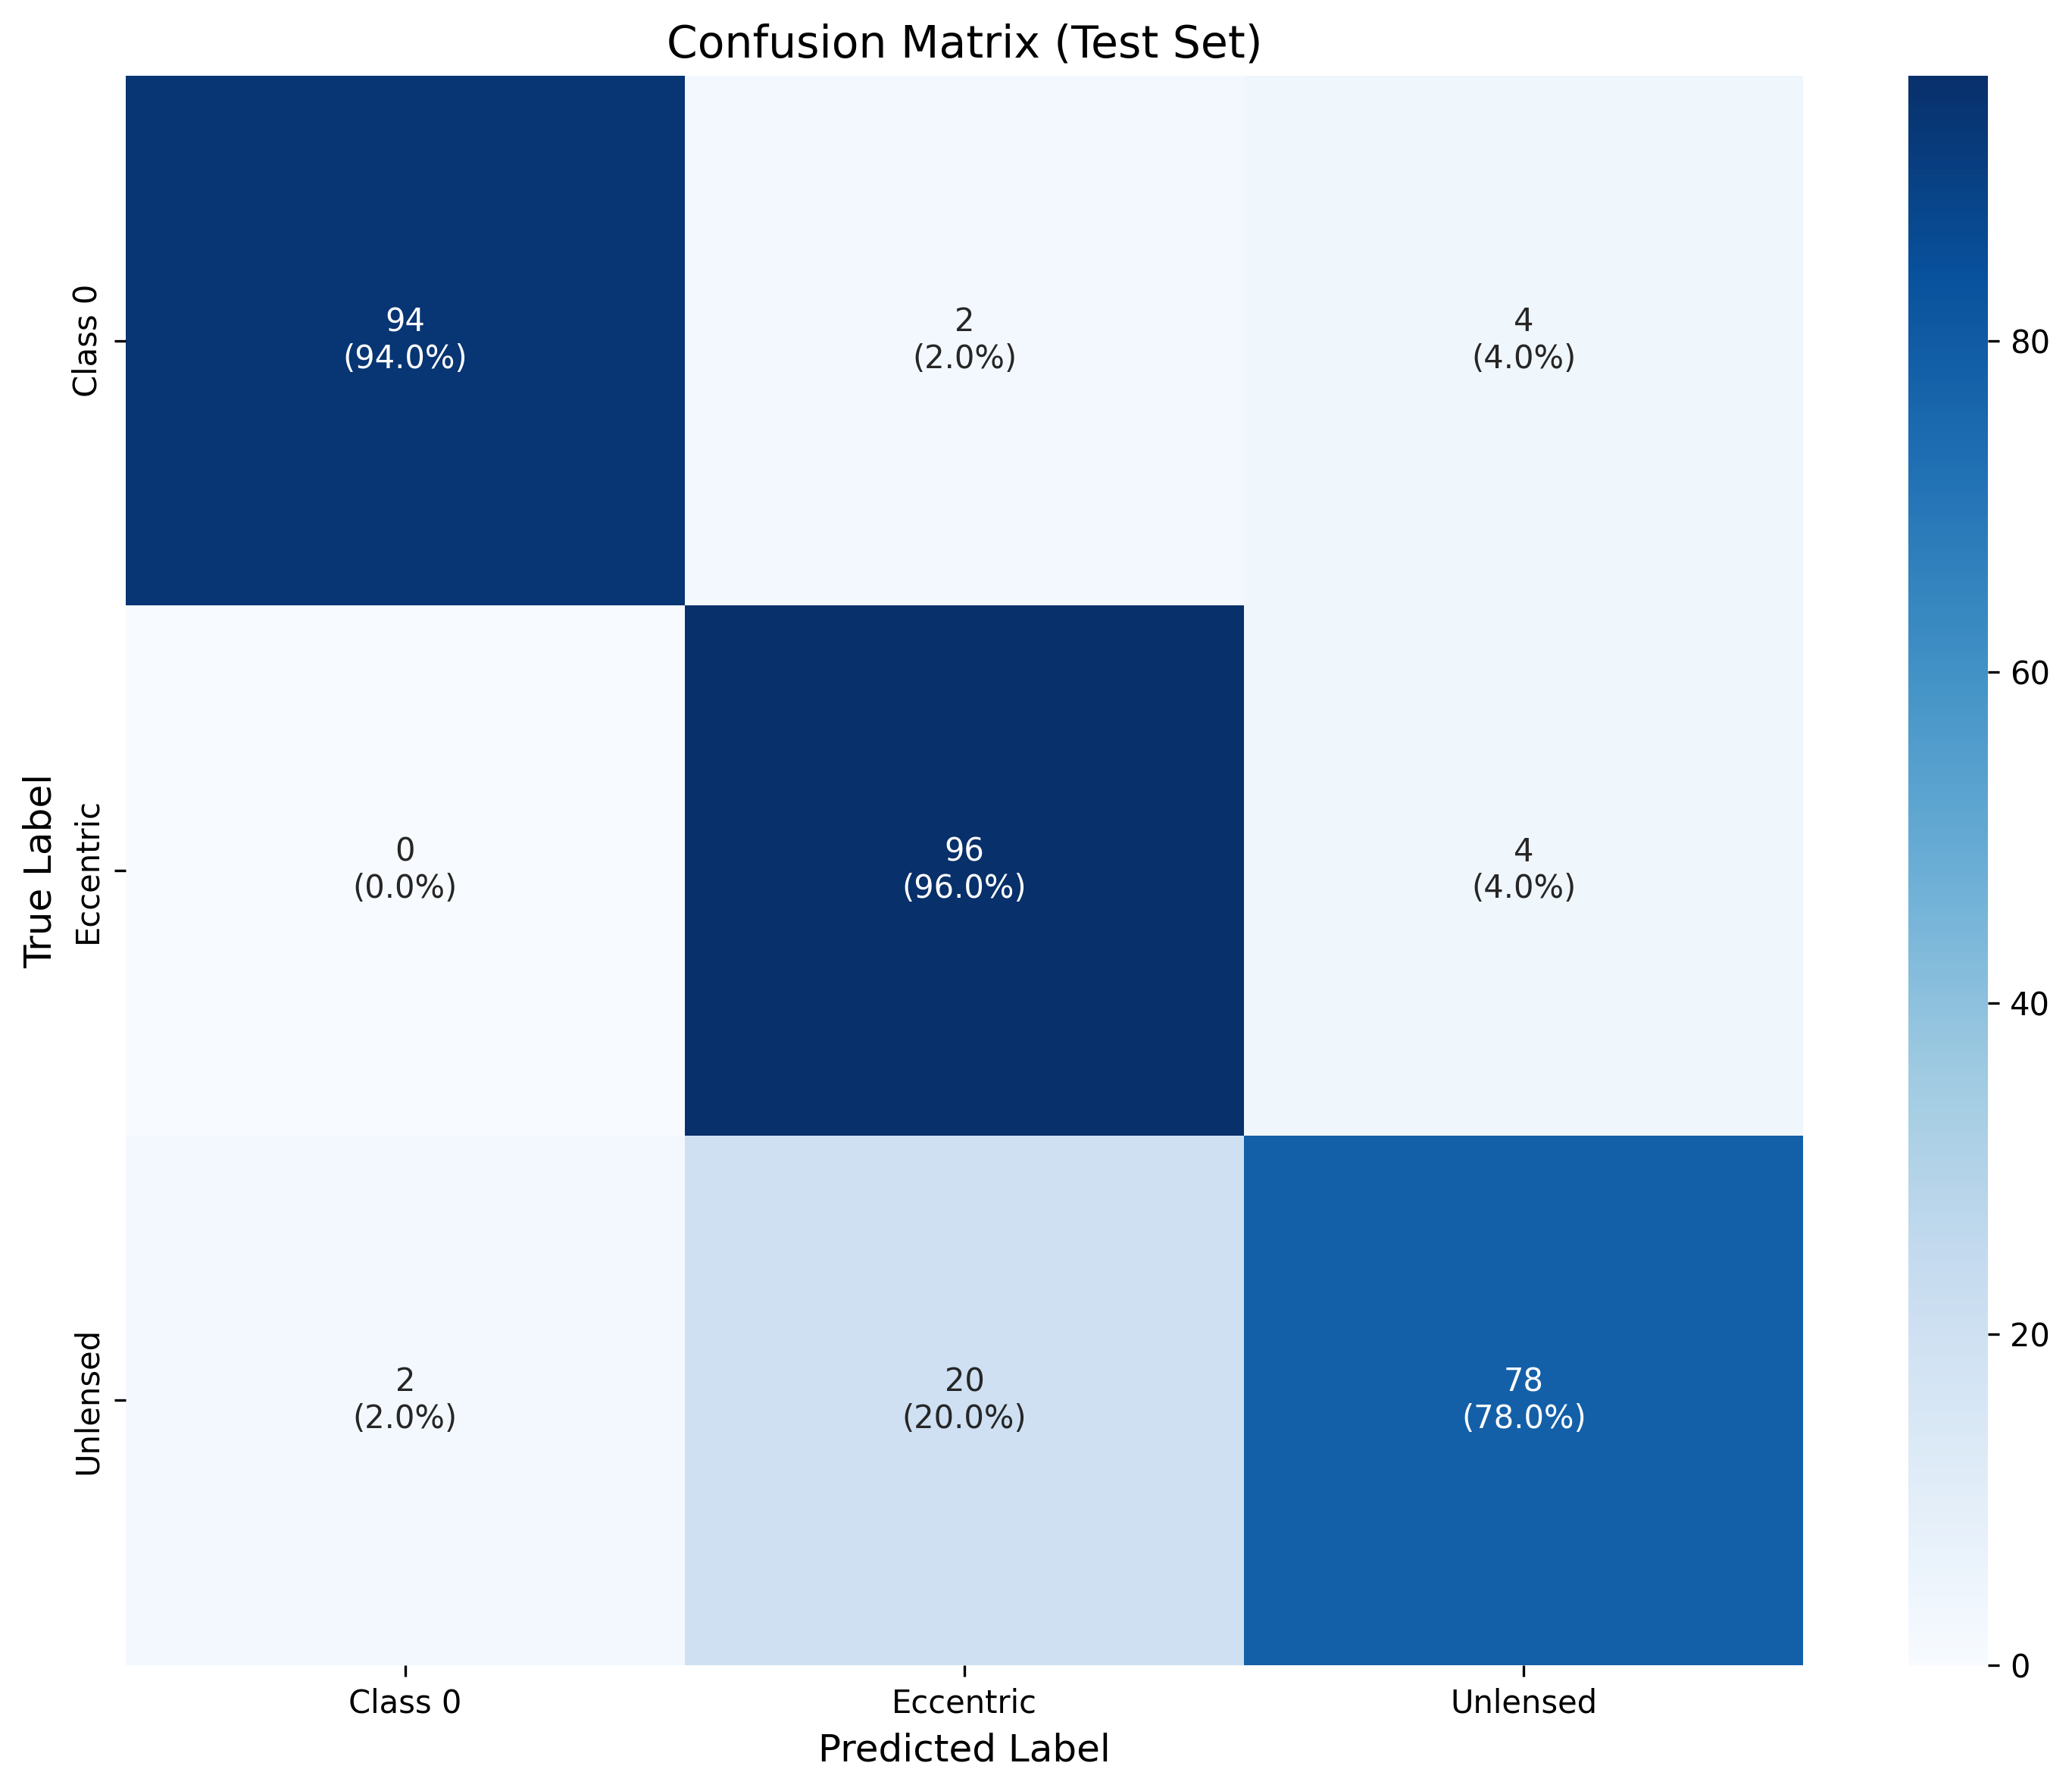 Confusion Matrix (Test Set)
True Label
Class 0
94
(94.0%)
2
(2.0%)
4
(4.0%)
Eccentric
0
(0.0%)
96
(96.0%)
4
(4.0%)
Unlensed
2
(2.0%)
20
(20.0%)
78
(78.0%)
Class 0
Eccentric
Unlensed
Predicted Label
80
60
40
20
0